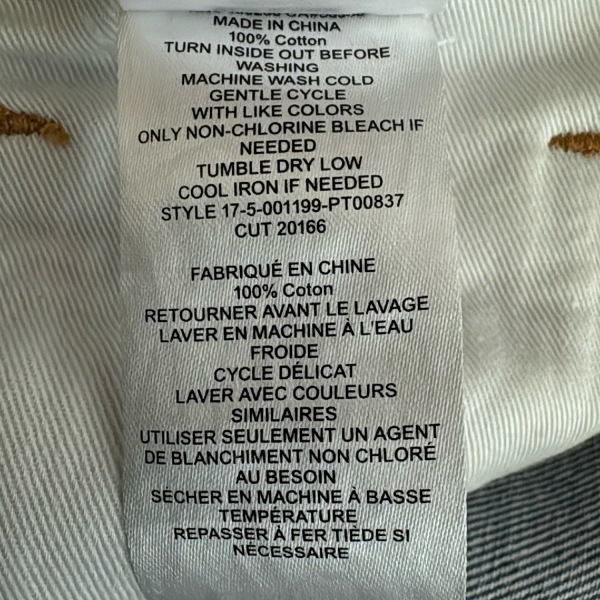 MADE IN CHINA
100% Cotton
TURN INSIDE OUT BEFORE
WASHING
MACHINE WASH COLD
GENTLE CYCLE
WITH LIKE COLORS
ONLY NON-CHLORINE BLEACH IF
NEEDED
TUMBLE DRY LOW
COOL IRON IF NEEDED
STYLE 17-5-001199-PT00837
CUT 20166
FABRIQUÉ EN CHINE
100% Coton
RETOURNER AVANT LE LAVAGE
LAVER EN MACHINE À L'EAU
FROIDE
CYCLE DÉLICAT
LAVER AVEC COULEURS
SIMILAIRES
UTILISER SEULEMENT UN AGENT
DE BLANCHIMENT NON CHLORÉ
AU BESOIN
SÉCHER EN MACHINE À BASSE
TEMPÉRATURE
REPASSER À FER TIÈDE SI
NÉCESSAIRE